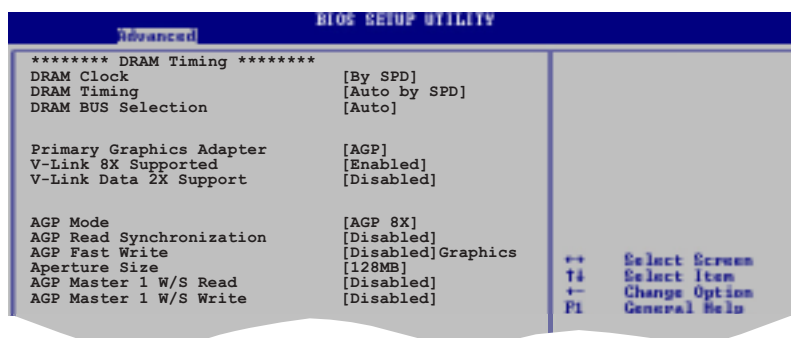 BIOS SETUP UTILITY
Advanced
******** DRAM Timing ********
DRAM Clock [By SPD]
DRAM Timing [Auto by SPD]
DRAM BUS Selection [Auto]
Primary Graphics Adapter [AGP]
V-Link 8X Supported [Enabled]
V-Link Data 2X Support [Disabled]
AGP Mode [AGP 8X]
AGP Read Synchronization [Disabled]
AGP Fast Write [Disabled]Graphics
Aperture Size [128MB]
AGP Master 1 W/S Read [Disabled]
AGP Master 1 W/S Write [Disabled]
↔ Select Screen
↑↓ Select Item
+- Change Option
F1 General Help